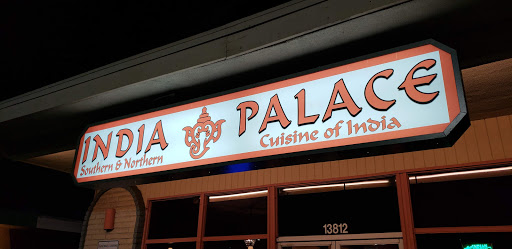 INDIA PALACE
Southern & Northern
Cuisine of India
13812